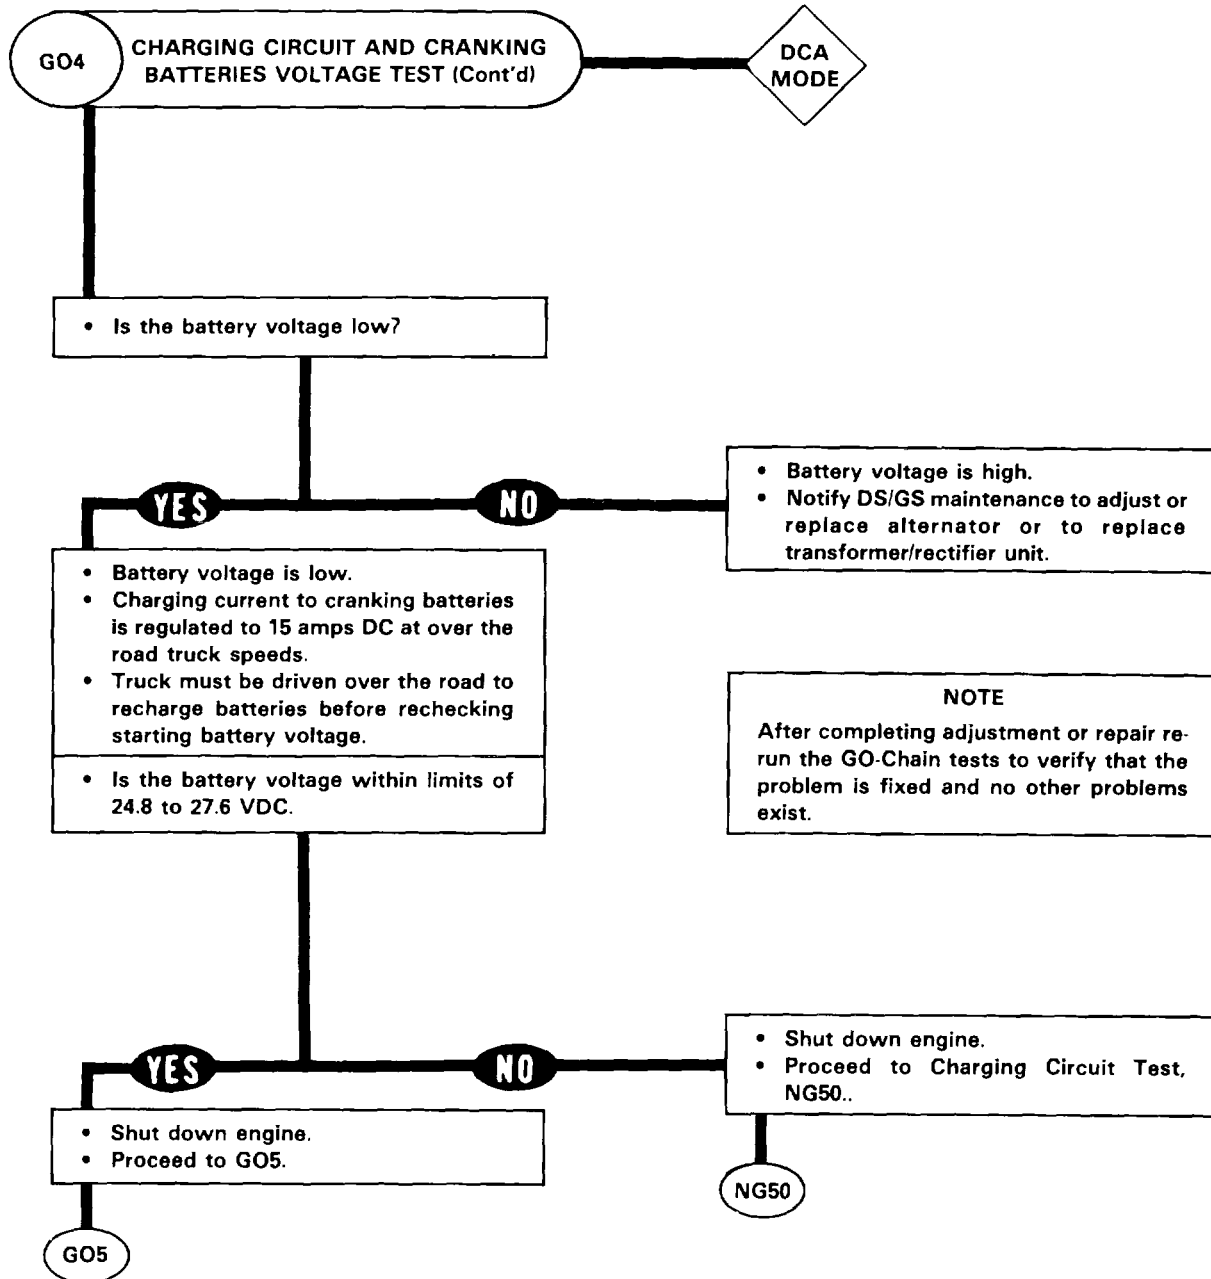 GO4
CHARGING CIRCUIT AND CRANKING
BATTERIES VOLTAGE TEST (Cont'd)
DCA
MODE
• Is the battery voltage low?
YES
NO
• Battery voltage is high.
• Notify DS/GS maintenance to adjust or
replace alternator or to replace
transformer/rectifier unit.
• Battery voltage is low.
• Charging current to cranking batteries
is regulated to 15 amps DC at over the
road truck speeds.
• Truck must be driven over the road to
recharge batteries before rechecking
starting battery voltage.
• Is the battery voltage within limits of
24.8 to 27.6 VDC.
NOTE
After completing adjustment or repair re-
run the GO-Chain tests to verify that the
problem is fixed and no other problems
exist.
YES
NO
• Shut down engine.
• Proceed to Charging Circuit Test,
NG50..
• Shut down engine.
• Proceed to GO5.
NG50
GO5